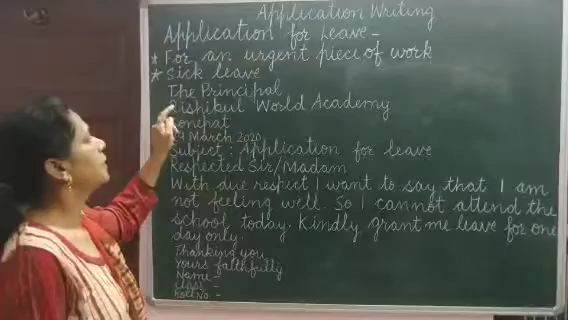 Application Writing
Application for Leave -
* For an urgent piece of work
* Sick leave
The Principal
Rishikul World Academy
Sonepat
March 2020
Subject : Application for leave
Respected Sir/Madam
With due respect I want to say that I am
not feeling well. So I cannot attend the
school today. Kindly grant me leave for one
day only.
Thanking you
Yours faithfully
Name -
Class -
Roll No. -